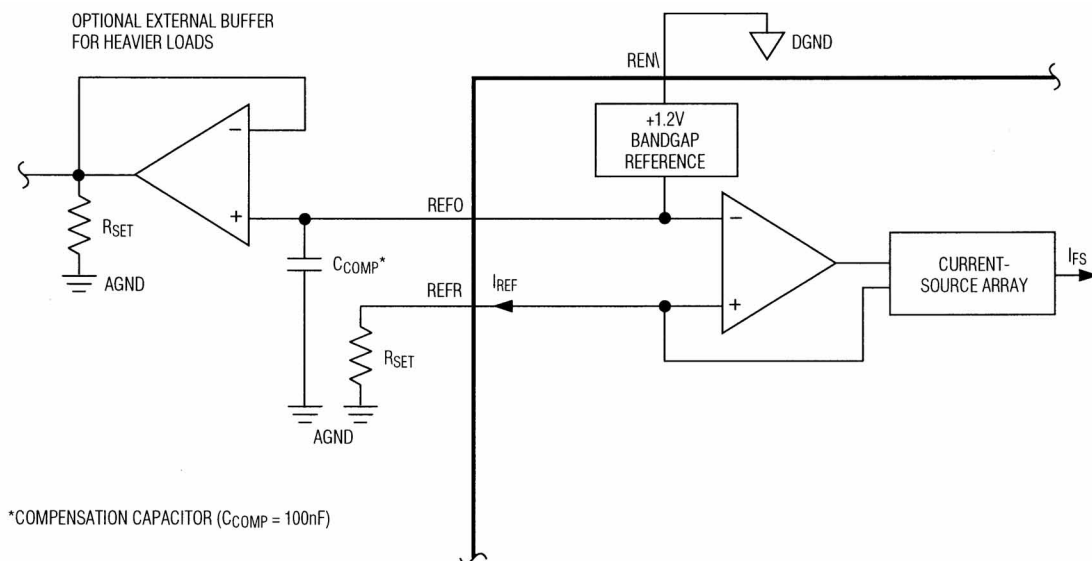 OPTIONAL EXTERNAL BUFFER
FOR HEAVIER LOADS
DGND
REN\
+1.2V
BANDGAP
REFERENCE
−
+
RSET
AGND
REFO
CCOMP*
−
+
CURRENT-
SOURCE ARRAY
IFS
REFR
IREF
RSET
AGND
*COMPENSATION CAPACITOR (CCOMP = 100nF)